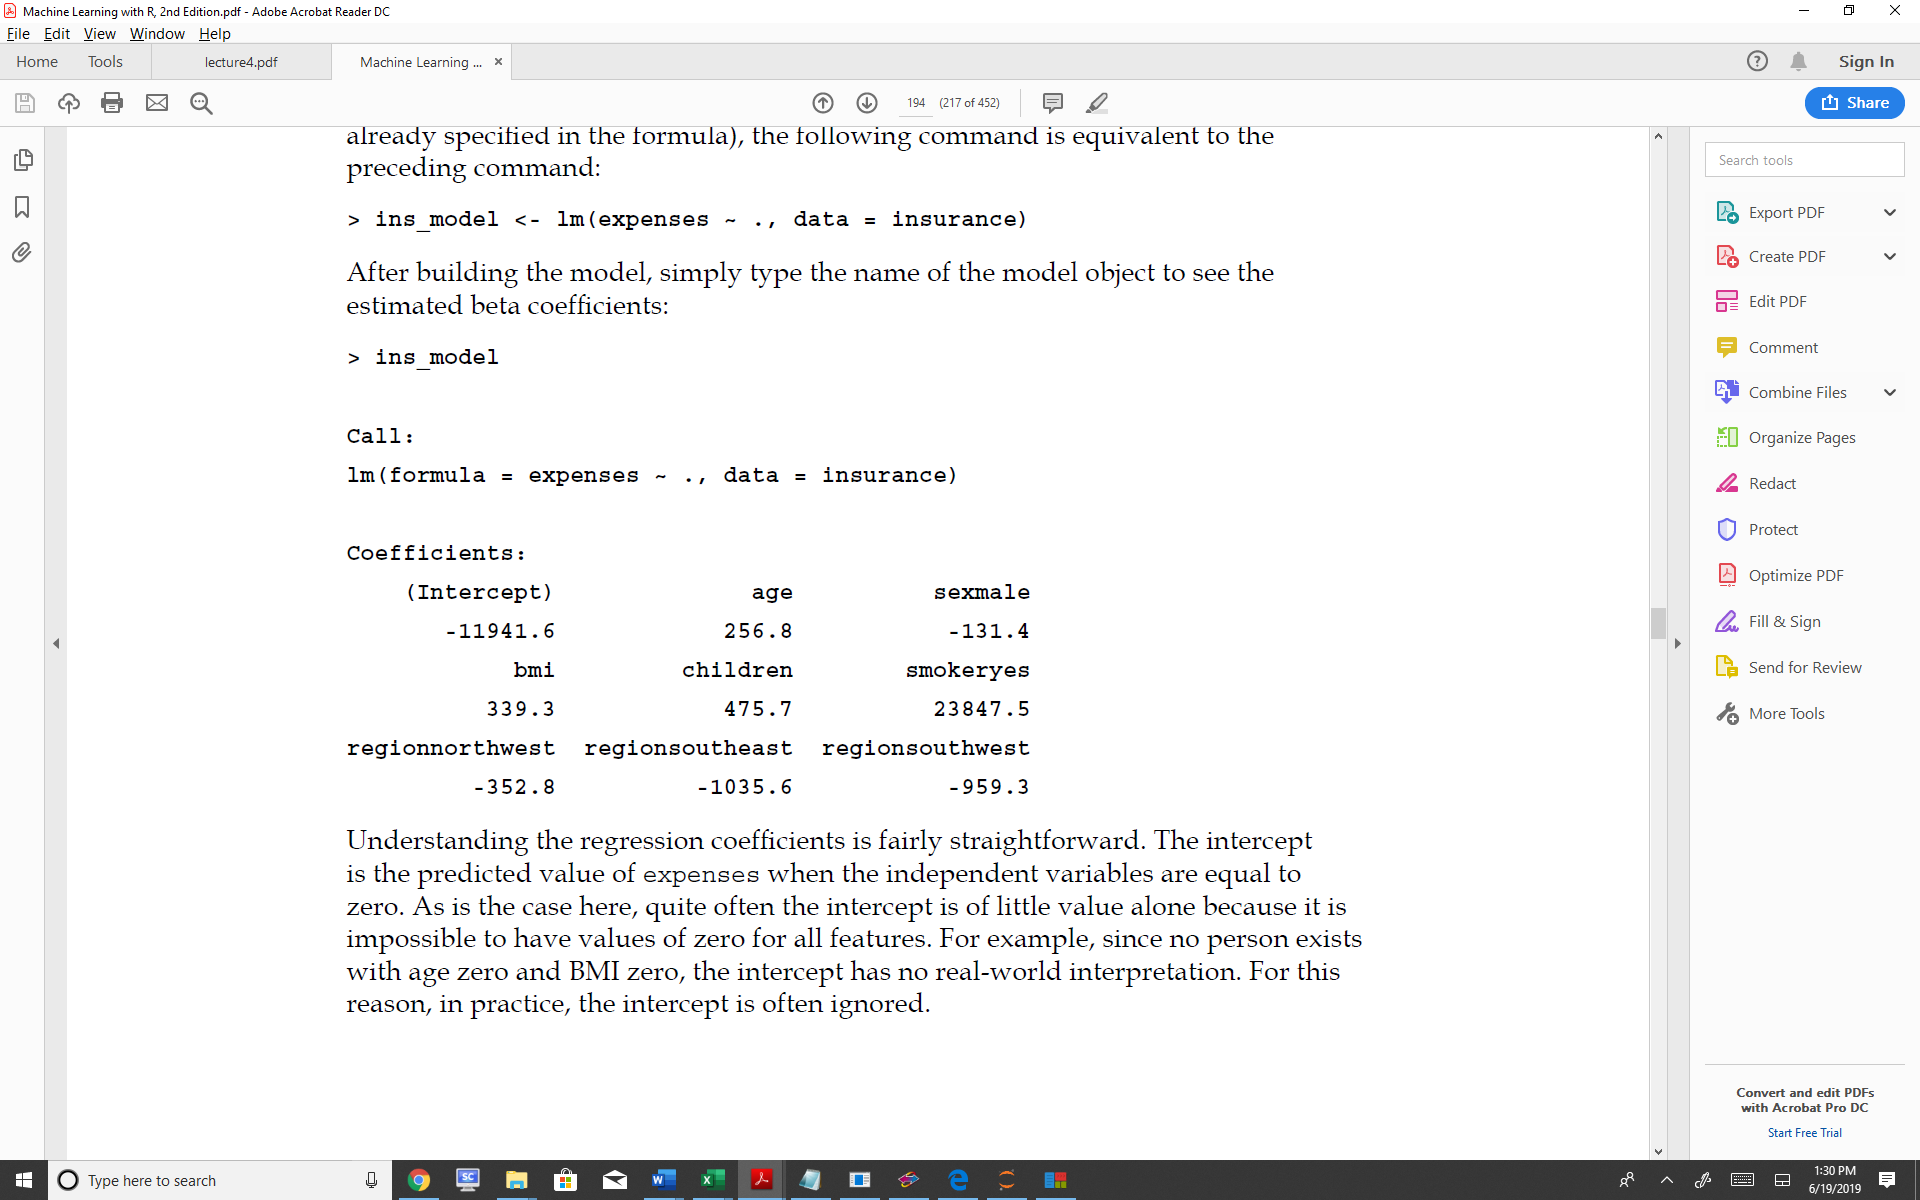 Machine Learning with R, 2nd Edition.pdf - Adobe Acrobat Reader DC
File Edit View Window Help
Home Tools lecture4.pdf Machine Learning ... × ? Sign In
194 (217 of 452) Share
already specified in the formula), the following command is equivalent to the
preceding command:
> ins_model <- lm(expenses ~ ., data = insurance)
After building the model, simply type the name of the model object to see the
estimated beta coefficients:
> ins_model
Call:
lm(formula = expenses ~ ., data = insurance)
Coefficients:
(Intercept) age sexmale
-11941.6 256.8 -131.4
bmi children smokeryes
339.3 475.7 23847.5
regionnorthwest regionsoutheast regionsouthwest
-352.8 -1035.6 -959.3
Understanding the regression coefficients is fairly straightforward. The intercept
is the predicted value of expenses when the independent variables are equal to
zero. As is the case here, quite often the intercept is of little value alone because it is
impossible to have values of zero for all features. For example, since no person exists
with age zero and BMI zero, the intercept has no real-world interpretation. For this
reason, in practice, the intercept is often ignored.
Search tools
Export PDF
Create PDF
Edit PDF
Comment
Combine Files
Organize Pages
Redact
Protect
Optimize PDF
Fill & Sign
Send for Review
More Tools
Convert and edit PDFs
with Acrobat Pro DC
Start Free Trial
Type here to search
SC
1:30 PM
6/19/2019